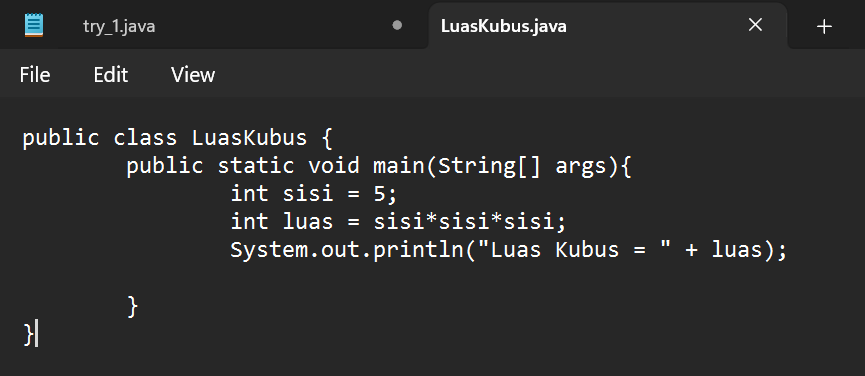 try_1.java LuasKubus.java
File Edit View
public class LuasKubus {
public static void main(String[] args){
int sisi = 5;
int luas = sisi*sisi*sisi;
System.out.println("Luas Kubus = " + luas);
}
}